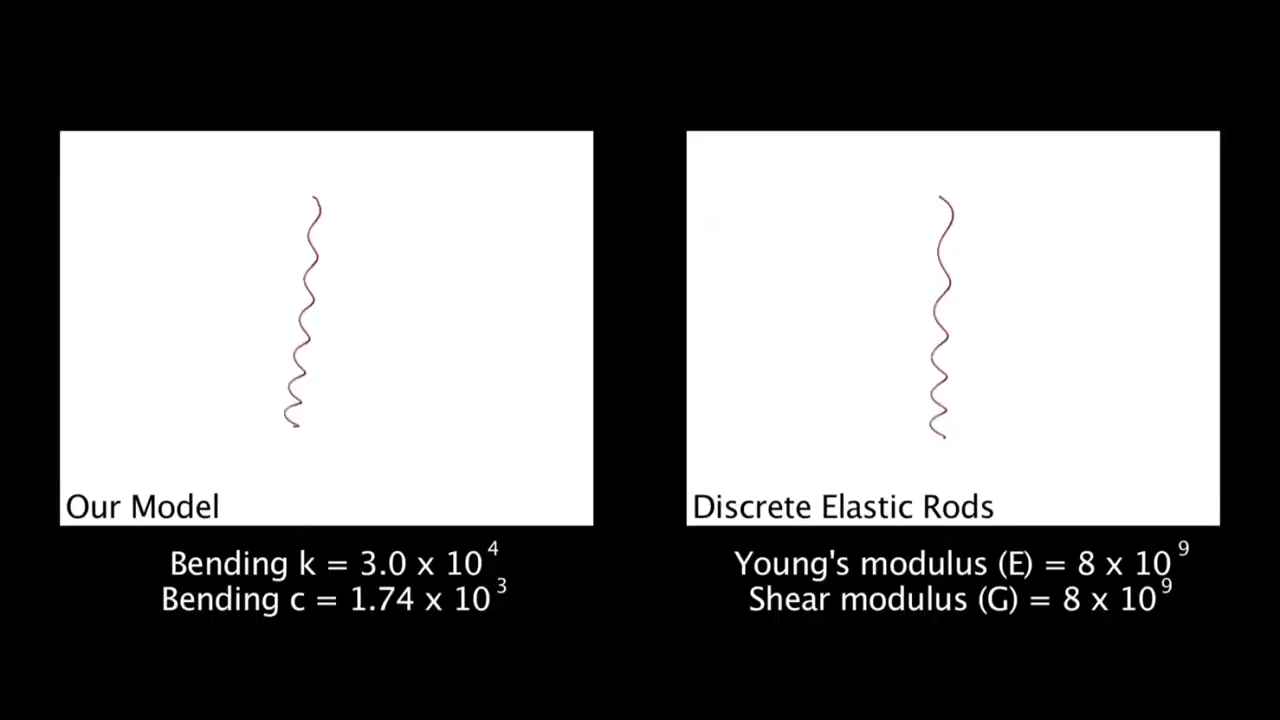 Our Model
Bending k = 3.0 x 10⁴
Bending c = 1.74 x 10³
Discrete Elastic Rods
Young's modulus (E) = 8 x 10⁹
Shear modulus (G) = 8 x 10⁹